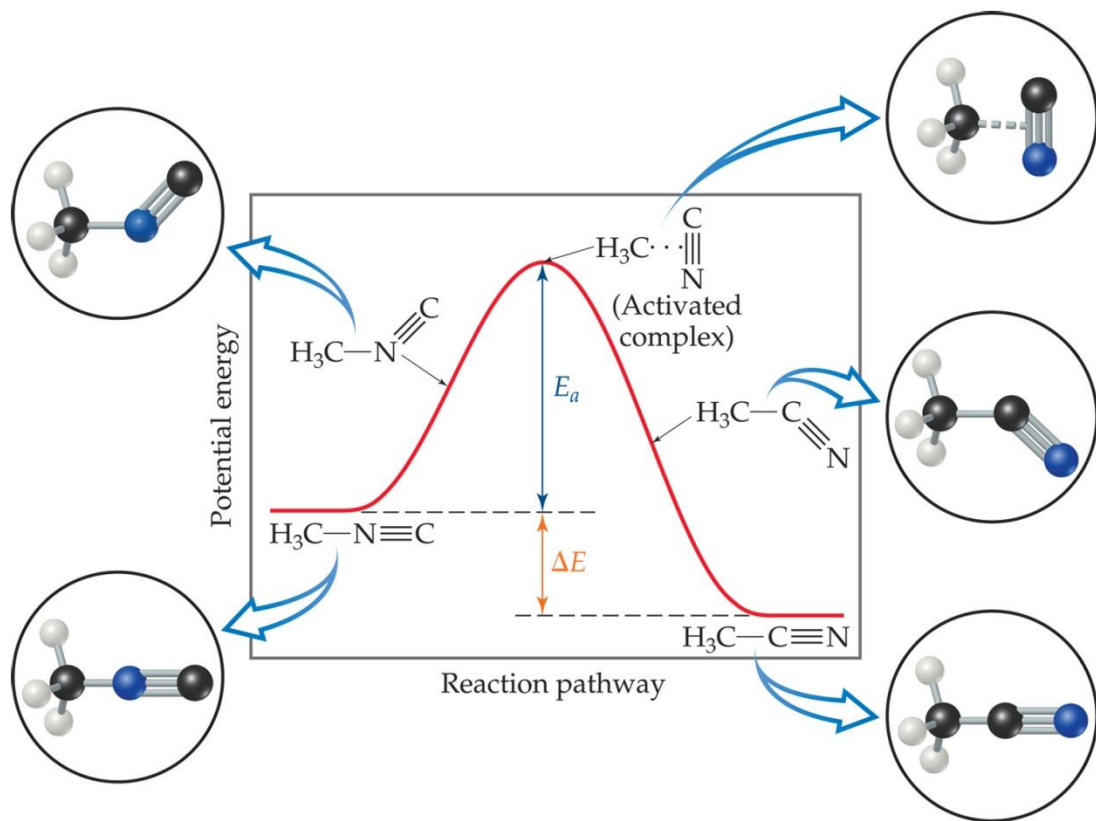 H₃C···C≡N
(Activated
complex)
H₃C—N≡C
Potential energy
Eₐ
H₃C—C≡N
H₃C—N≡C
ΔE
H₃C—C≡N
Reaction pathway